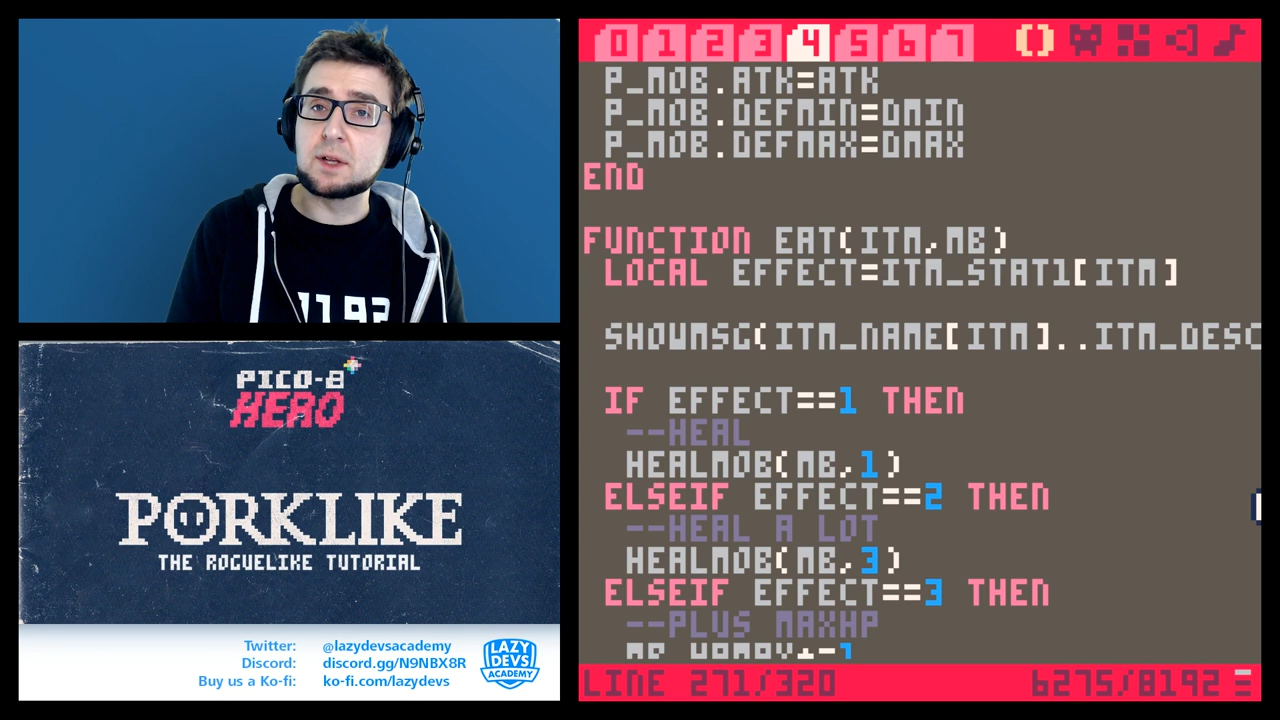 1192
PICO-8
HERO
PORKLIKE
THE ROGUELIKE TUTORIAL
Twitter: @lazydevsacademy
Discord: discord.gg/N9NBX8R
Buy us a Ko-fi: ko-fi.com/lazydevs
LAZY
DEVS
ACADEMY
0 1 2 3 4 5 6 7 ()
P_MOB.ATK=ATK
P_MOB.DEFMIN=DMIN
P_MOB.DEFMAX=DMAX
END
FUNCTION EAT(ITM,MB)
LOCAL EFFECT=ITM_STAT1[ITM]
SHOWMSG(ITM_NAME[ITM]..ITM_DESC
IF EFFECT==1 THEN
--HEAL
HEALMOB(MB,1)
ELSEIF EFFECT==2 THEN
--HEAL A LOT
HEALMOB(MB,3)
ELSEIF EFFECT==3 THEN
--PLUS MAXHP
LINE 271/320
6275/8192